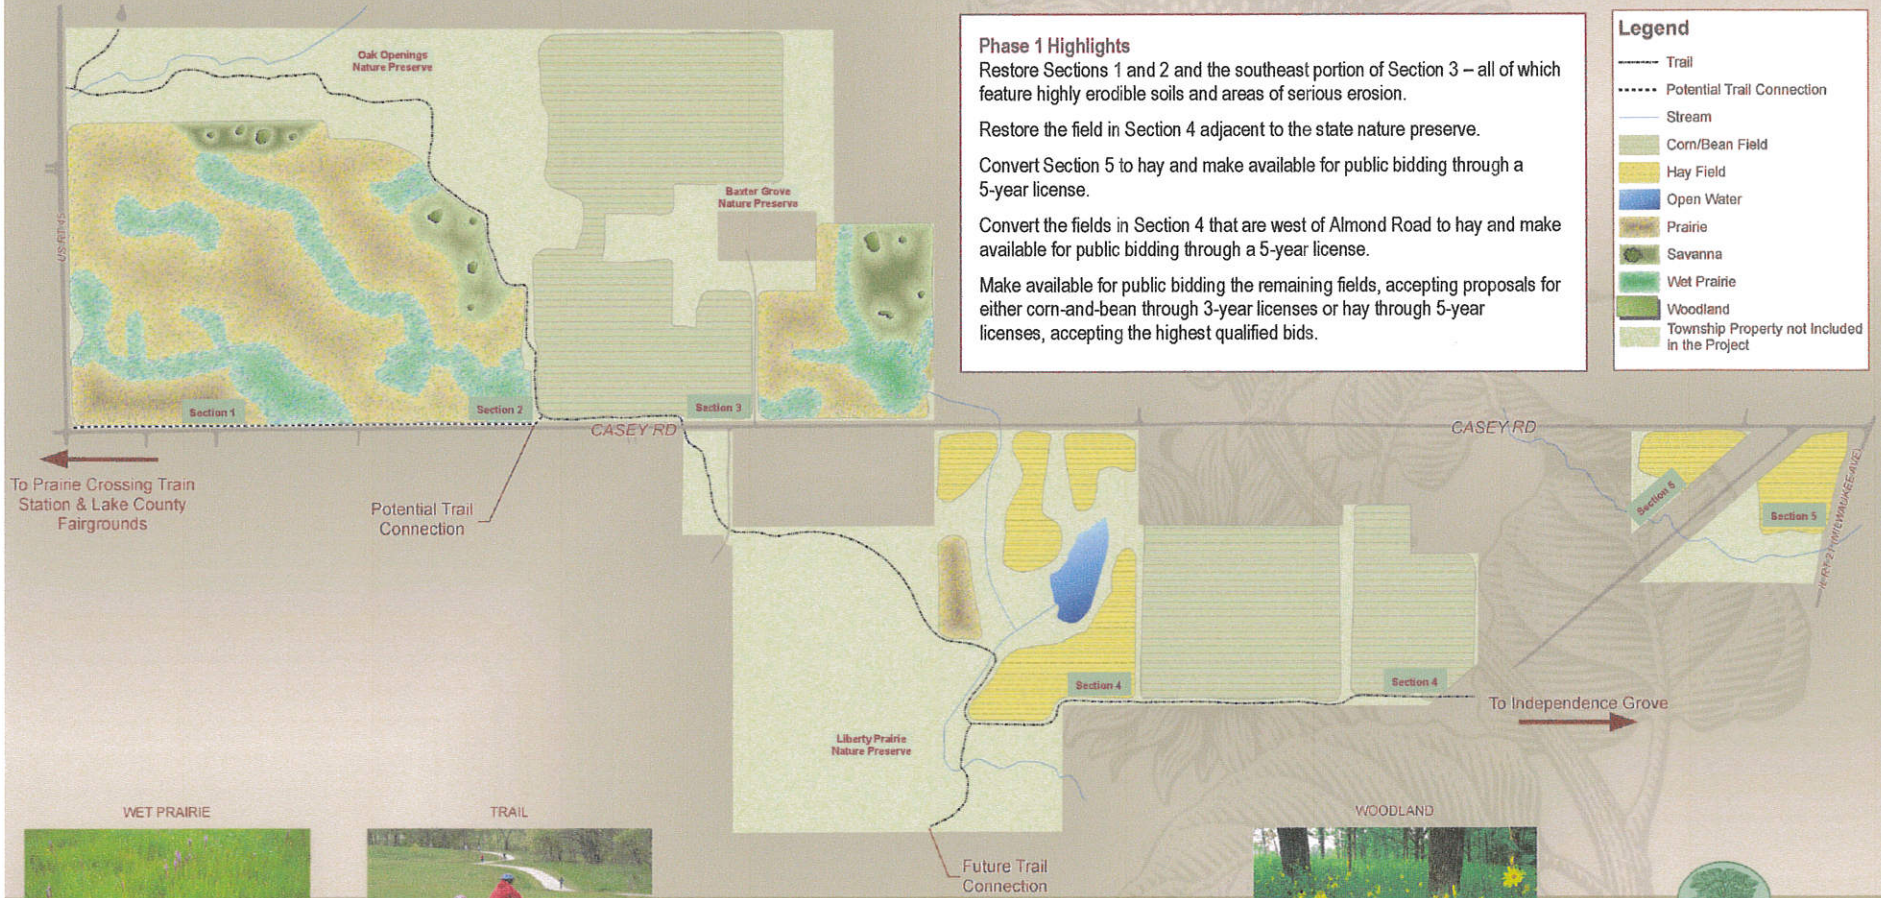 Oak Openings
Nature Preserve
Phase 1 Highlights
Restore Sections 1 and 2 and the southeast portion of Section 3 – all of which
feature highly erodible soils and areas of serious erosion.
Restore the field in Section 4 adjacent to the state nature preserve.
Convert Section 5 to hay and make available for public bidding through a
5-year license.
Convert the fields in Section 4 that are west of Almond Road to hay and make
available for public bidding through a 5-year license.
Make available for public bidding the remaining fields, accepting proposals for
either corn-and-bean through 3-year licenses or hay through 5-year
licenses, accepting the highest qualified bids.
Legend
Trail
Potential Trail Connection
Stream
Corn/Bean Field
Hay Field
Open Water
Prairie
Savanna
Wet Prairie
Woodland
Township Property not Included
in the Project
Baxter Grove
Nature Preserve
US RT 45
Section 1
Section 2
Section 3
CASEY RD
CASEY RD
To Prairie Crossing Train
Station & Lake County
Fairgrounds
Potential Trail
Connection
Section 5
Section 5
IL RT 21 (MILWAUKEE AVE)
Section 4
Section 4
To Independence Grove
Liberty Prairie
Nature Preserve
WET PRAIRIE
TRAIL
WOODLAND
Future Trail
Connection